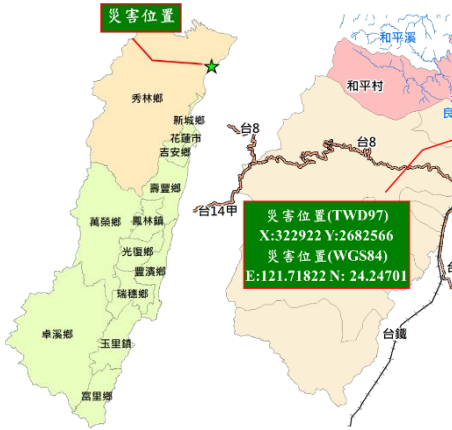 災害位置
秀林鄉
新城鄉
花蓮市
吉安鄉
壽豐鄉
萬榮鄉
鳳林鎮
光復鄉
豐濱鄉
瑞穗鄉
卓溪鄉
玉里鎮
富里鄉
和平溪
和平村
良
台8
台8
台14甲
災害位置(TWD97)
X:322922 Y:2682566
災害位置(WGS84)
E:121.71822 N: 24.24701
台鐵